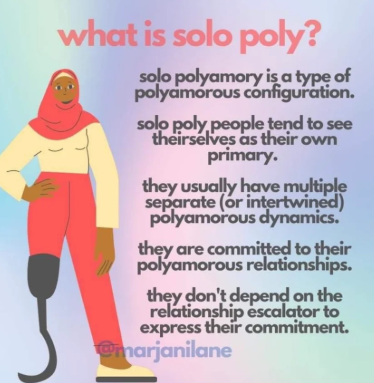 what is solo poly?
solo polyamory is a type of
polyamorous configuration.
solo poly people tend to see
theirselves as their own
primary.
they usually have multiple
separate (or intertwined)
polyamorous dynamics.
they are committed to their
polyamorous relationships.
they don't depend on the
relationship escalator to
express their commitment.
@marjanilane